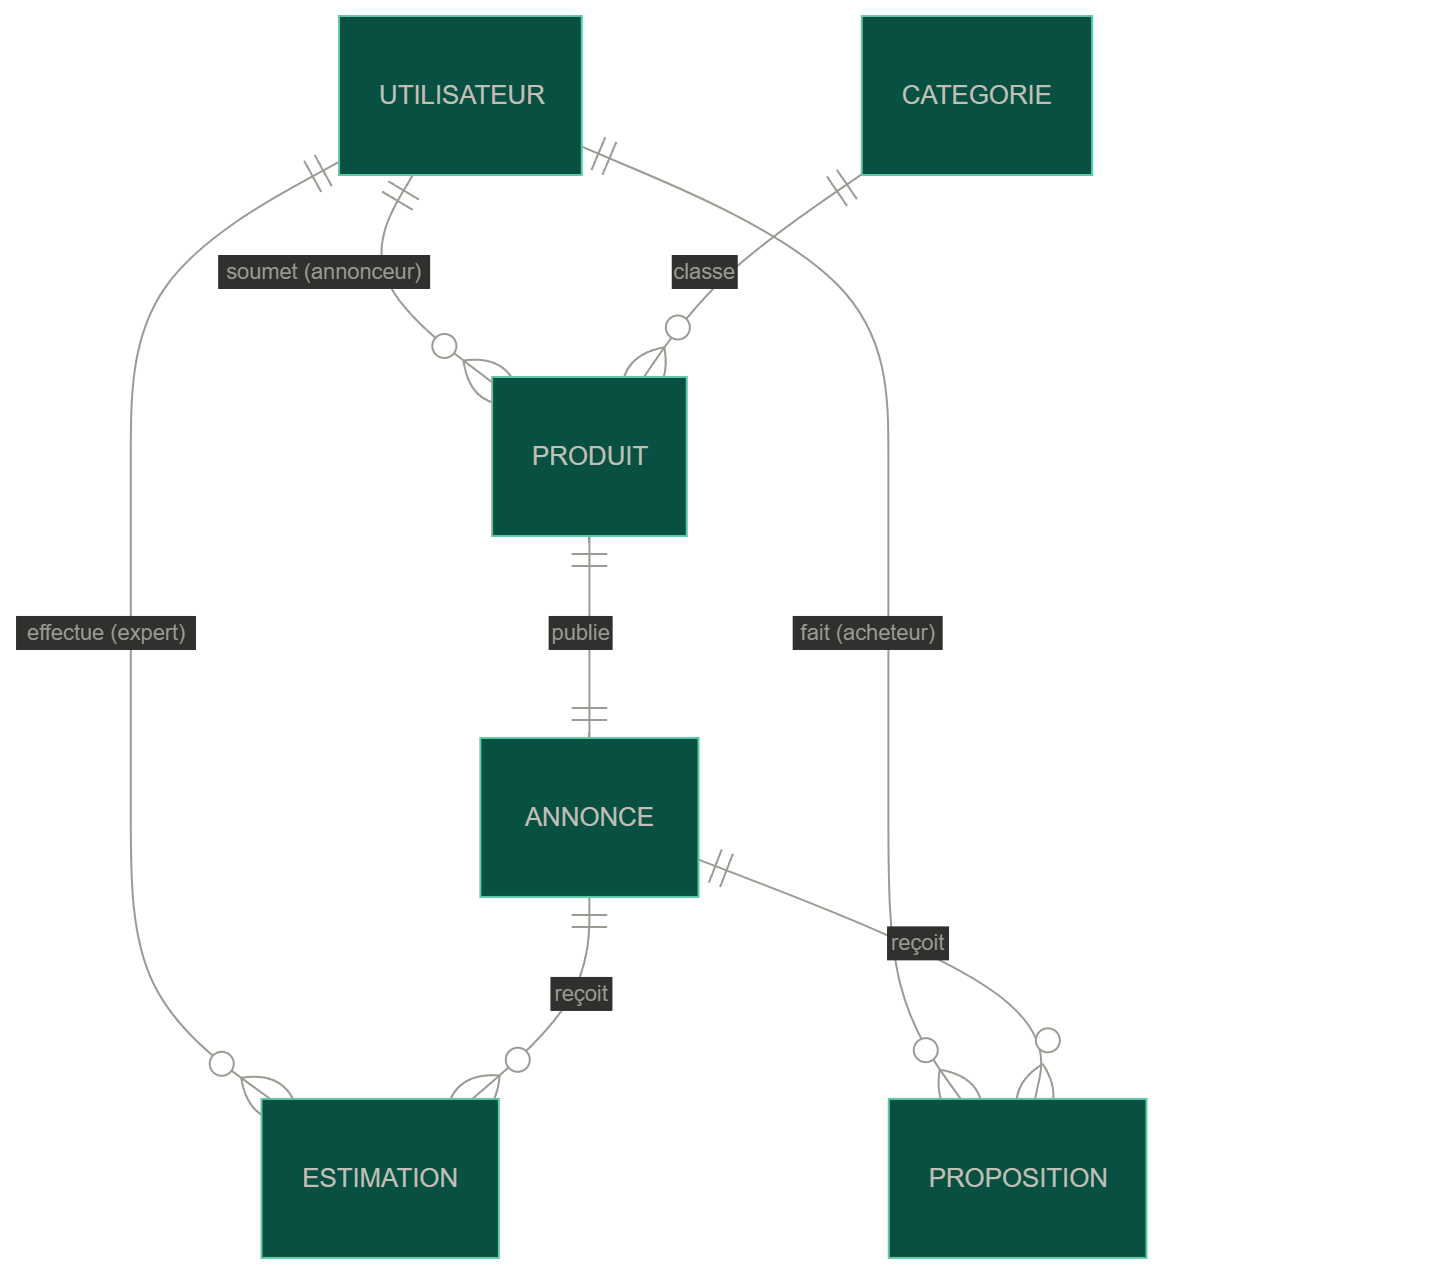 UTILISATEUR
CATEGORIE
soumet (annonceur)
classe
PRODUIT
effectue (expert)
publie
fait (acheteur)
ANNONCE
reçoit
reçoit
ESTIMATION
PROPOSITION